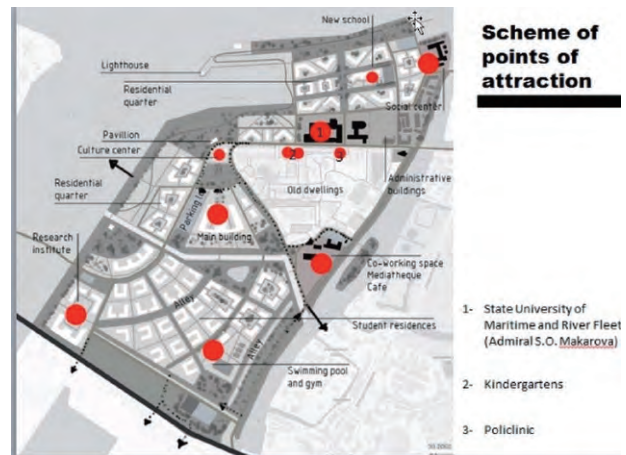 Scheme of
points of
attraction
New school
Lighthouse
Residential
quarter
Social center
Pavillion
Culture center
1
2
3
Administrative
buildings
Old dwellings
Residential
quarter
Parking
Main building
Research
institute
Co-working space
Mediatheque
Cafe
Alley
Student residences
Alley
Swimming pool
and gym
1- State University of
Maritime and River Fleet
(Admiral S.O. Makarova)
2- Kindergartens
3- Policlinic